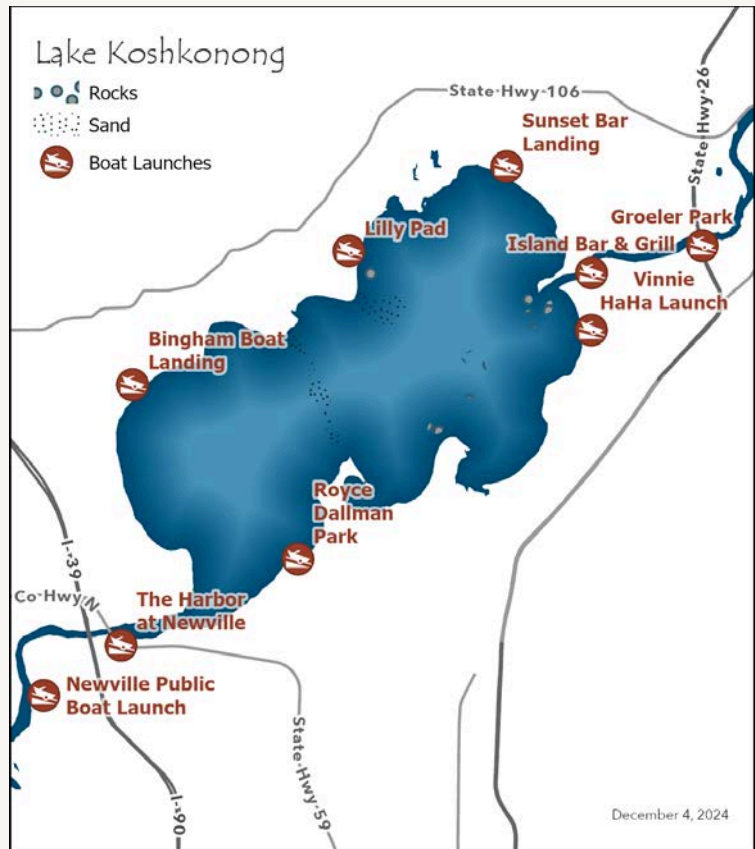 Lake Koshkonong
Rocks
Sand
Boat Launches
State-Hwy-106
State-Hwy-26
Sunset Bar
Landing
Lilly Pad
Groeler Park
Island Bar & Grill
Vinnie
HaHa Launch
Bingham Boat
Landing
Royce
Dallman
Park
I-39
Co-Hwy-N
The Harbor
at Newville
Newville Public
Boat Launch
I-90
State-Hwy-59
December 4, 2024